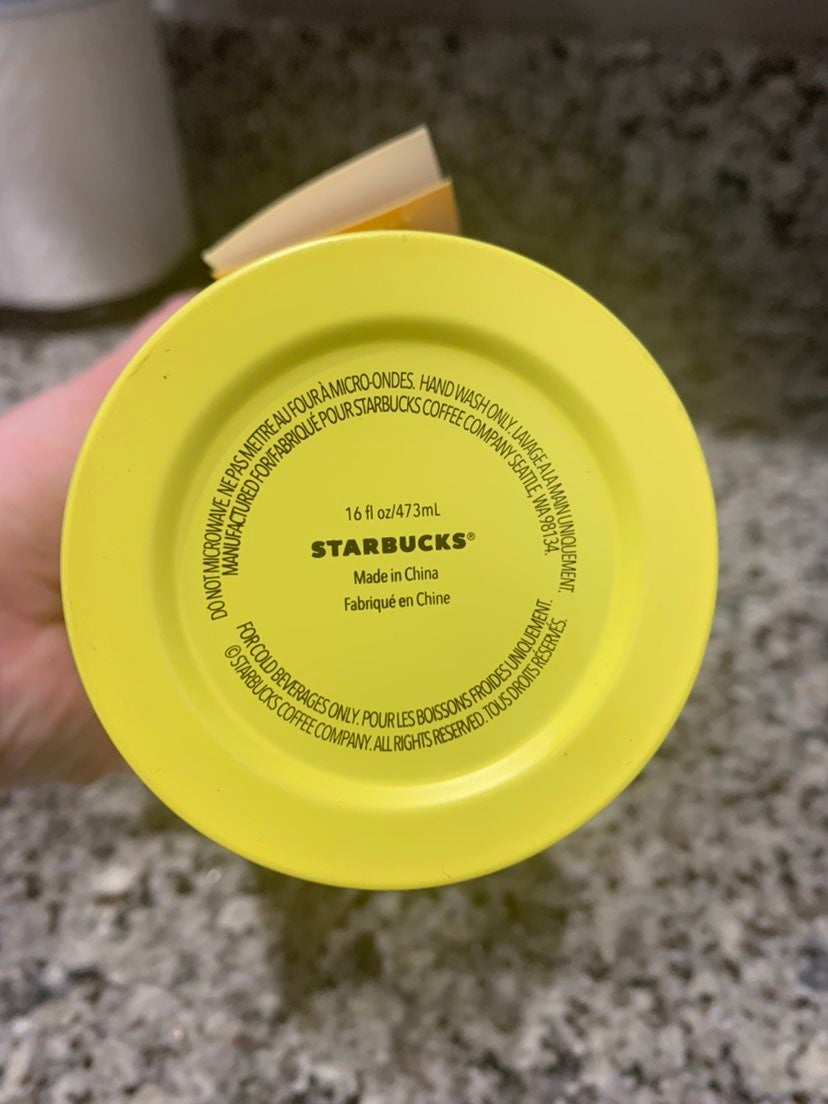 DO NOT MICROWAVE. NE PAS METTRE AU FOUR À MICRO-ONDES. HAND WASH ONLY. LAVAGE A LA MAIN UNIQUEMENT.
MANUFACTURED FOR/FABRIQUÉ POUR STARBUCKS COFFEE COMPANY SEATTLE, WA 98134.
16 fl oz/473mL
STARBUCKS®
Made in China
Fabriqué en Chine
FOR COLD BEVERAGES ONLY. POUR LES BOISSONS FROIDES UNIQUEMENT.
©STARBUCKS COFFEE COMPANY. ALL RIGHTS RESERVED. TOUS DROITS RÉSERVÉS.